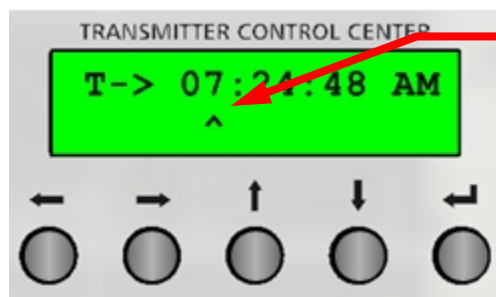 TRANSMITTER CONTROL CENTER
T-> 07:24:48 AM
^
← → ↑ ↓ ↵